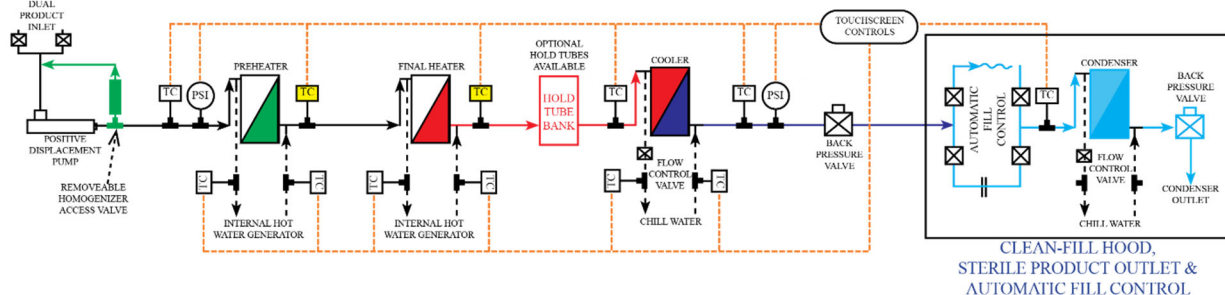 DUAL
PRODUCT
INLET
POSITIVE
DISPLACEMENT
PUMP
REMOVEABLE
HOMOGENIZER
ACCESS VALVE
TC
PSI
PREHEATER
TC
TC
TC
INTERNAL HOT
WATER GENERATOR
FINAL HEATER
TC
TC
TC
INTERNAL HOT
WATER GENERATOR
OPTIONAL
HOLD TUBES
AVAILABLE
HOLD
TUBE
BANK
TC
COOLER
TC
FLOW
CONTROL
VALVE
TC
CHILL WATER
TC
PSI
BACK
PRESSURE
VALVE
TOUCHSCREEN
CONTROLS
AUTOMATIC
FILL
CONTROL
TC
CONDENSER
FLOW
CONTROL
VALVE
CHILL WATER
BACK
PRESSURE
VALVE
CONDENSER
OUTLET
CLEAN-FILL HOOD,
STERILE PRODUCT OUTLET &
AUTOMATIC FILL CONTROL